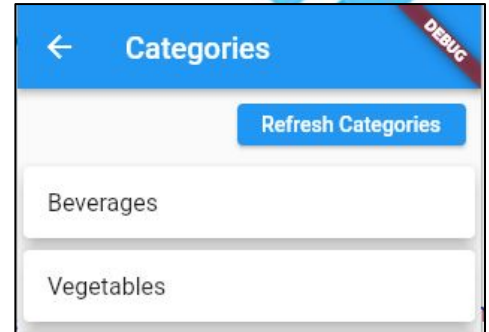 Categories
DEBUG
Refresh Categories
Beverages
Vegetables